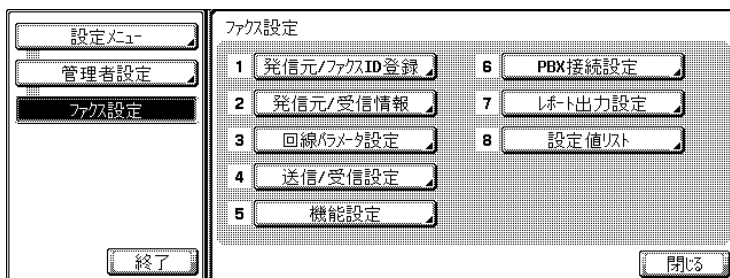 設定メニュー
管理者設定
ファクス設定
終了
ファクス設定
1 発信元/ファクスID登録
2 発信元/受信情報
3 回線パラメータ設定
4 送信/受信設定
5 機能設定
6 PBX接続設定
7 レポート出力設定
8 設定値リスト
閉じる